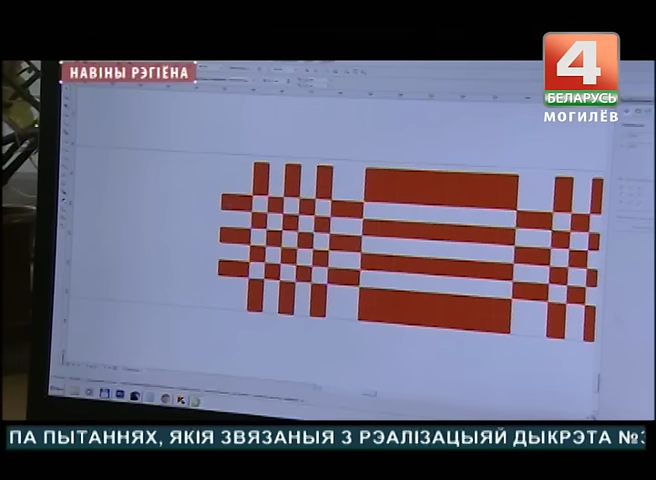 НАВІНЫ РЭГІЁНА
4
БЕЛАРУСЬ
МОГИЛЁВ
ПА ПЫТАННЯХ, ЯКІЯ ЗВЯЗАНЫЯ З РЭАЛІЗАЦЫЯЙ ДЫКРЭТА №3